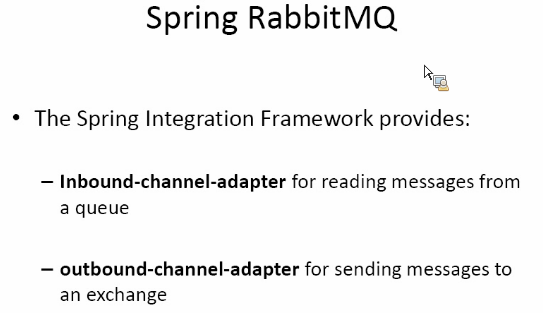 Spring RabbitMQ
• The Spring Integration Framework provides:
– Inbound-channel-adapter for reading messages from
a queue
– outbound-channel-adapter for sending messages to
an exchange